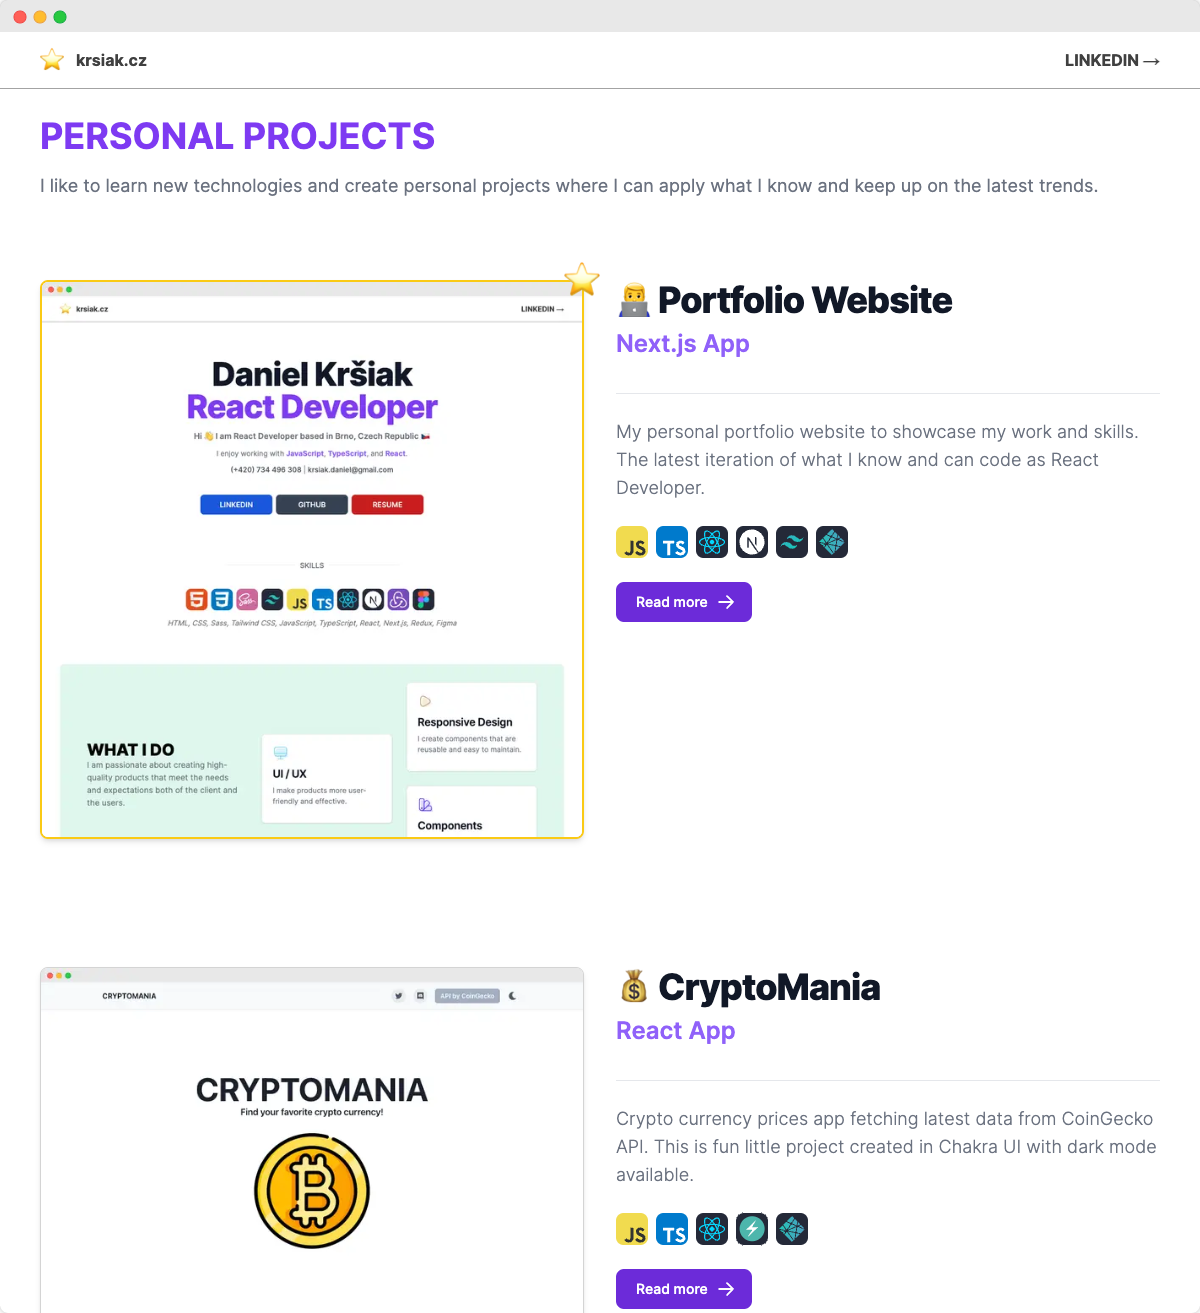 krsiak.cz
LINKEDIN →
PERSONAL PROJECTS
I like to learn new technologies and create personal projects where I can apply what I know and keep up on the latest trends.
krsiak.cz
LINKEDIN →
Daniel Kršiak
React Developer
Hi 👋 I am React Developer based in Brno, Czech Republic 🇨🇿
I enjoy working with JavaScript, TypeScript, and React.
(+420) 734 496 308 | krsiak.daniel@gmail.com
LINKEDIN
GITHUB
RESUME
SKILLS
JS
TS
N
HTML, CSS, Sass, Tailwind CSS, JavaScript, TypeScript, React, Next.js, Redux, Figma
WHAT I DO
I am passionate about creating high-
quality products that meet the needs
and expectations both of the client and
the users.
UI / UX
I make products more user-
friendly and effective.
Responsive Design
I create components that are
reusable and easy to maintain.
Components
👨‍💻 Portfolio Website
Next.js App
My personal portfolio website to showcase my work and skills.
The latest iteration of what I know and can code as React
Developer.
JS
TS
N
Read more →
CRYPTOMANIA
API by CoinGecko
CRYPTOMANIA
Find your favorite crypto currency!
💰 CryptoMania
React App
Crypto currency prices app fetching latest data from CoinGecko
API. This is fun little project created in Chakra UI with dark mode
available.
JS
TS
Read more →